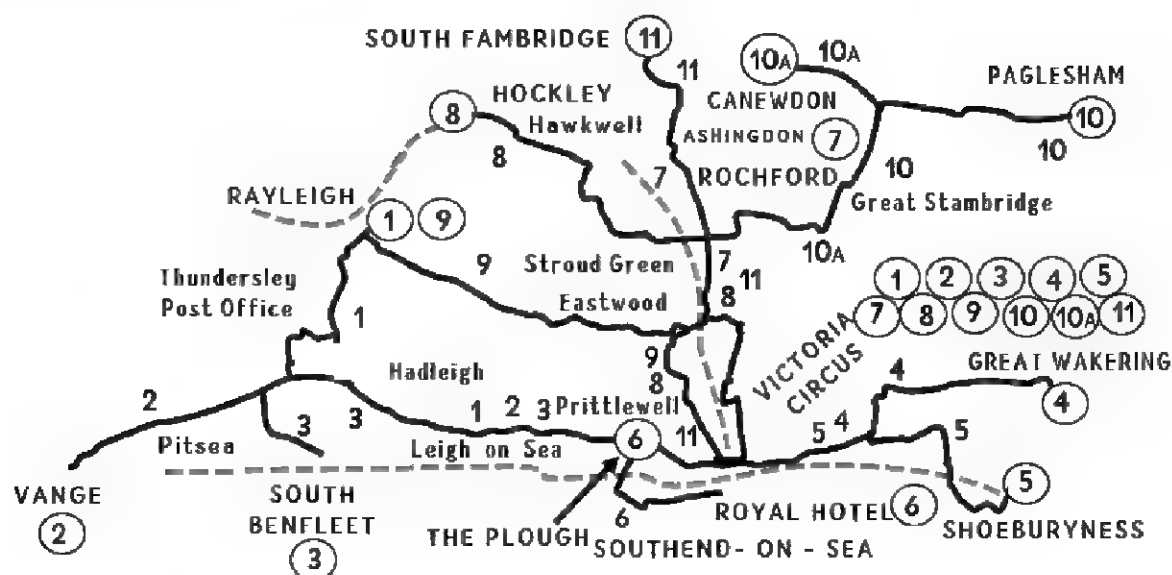 SOUTH FAMBRIDGE 11
11
10A 10A
PAGLESHAM
8 HOCKLEY
CANEWDON
10
Hawkwell
ASHINGDON 7
8
10
7
ROCHFORD
10
RAYLEIGH
1 9
Great Stambridge
10A
9
Stroud Green
7
11
Thundersley
Post Office
8
1 2 3 4 5
7 8 9 10 10A 11
Eastwood
1
VICTORIA
CIRCUS
9
GREAT WAKERING
8
4
Hadleigh
4
2
3
3
1 2 3
Prittlewell
11
6
5 4
5
Pitsea
Leigh on Sea
VANGE
2
SOUTH
BENFLEET
3
THE PLOUGH
6
ROYAL HOTEL 6
5
SHOEBURYNESS
SOUTHEND-ON-SEA